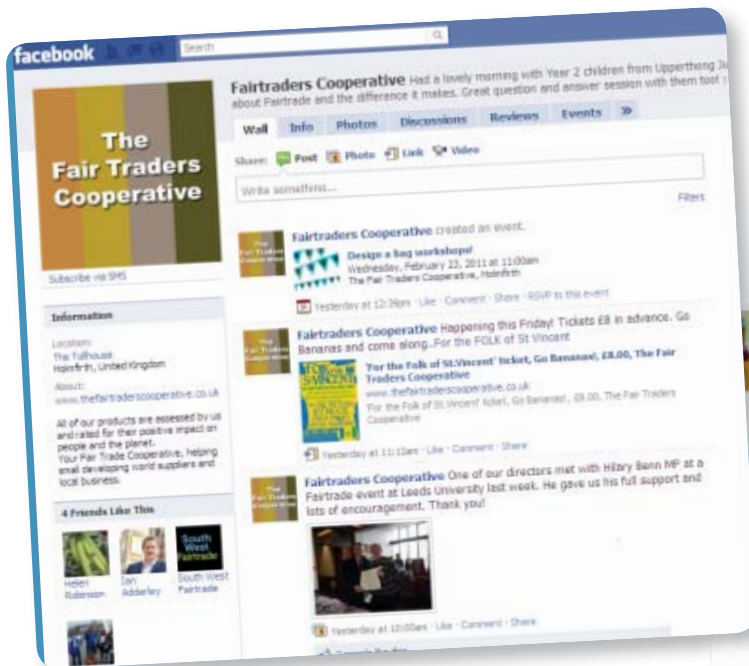 facebook
Search
The
Fair Traders
Cooperative
Subscribe via SMS
Information
Location:
The Tollhouse
Holmfirth, United Kingdom
About:
www.thefairtraderscooperative.co.uk
All of our products are assessed by us
and rated for their positive impact on
people and the planet.
Your Fair Trade Cooperative, helping
small developing world suppliers and
local business.
4 Friends Like This
Helen
Robinson
Ian
Adderley
South West
Fairtrade
South West
Fairtrade
Fairtraders Cooperative Had a lovely morning with Year 2 children from Upperthong Ju
about Fairtrade and the difference it makes. Great question and answer session with them too!
Wall Info Photos Discussions Reviews Events »
Share: Post Photo Link Video
Write something...
Filters
Fairtraders Cooperative created an event.
Design a bag workshops!
Wednesday, February 23, 2011 at 11:00am
The Fair Traders Cooperative, Holmfirth
Yesterday at 12:39pm · Like · Comment · Share · RSVP to this event
Fairtraders Cooperative Happening this Friday! Tickets £8 in advance. Go
Bananas and come along..For the FOLK of St Vincent
'For the Folk of St.Vincent' ticket, Go Bananas!, £8.00, The Fair
Traders Cooperative
www.thefairtraderscooperative.co.uk
'For the Folk of St.Vincent' ticket, Go Bananas!, £8.00, The Fair Traders
Cooperative
Yesterday at 11:12am · Like · Comment · Share
Fairtraders Cooperative One of our directors met with Hilary Benn MP at a
Fairtrade event at Leeds University last week. He gave us his full support and
lots of encouragement. Thank you!
Yesterday at 10:00am · Like · Comment · Share